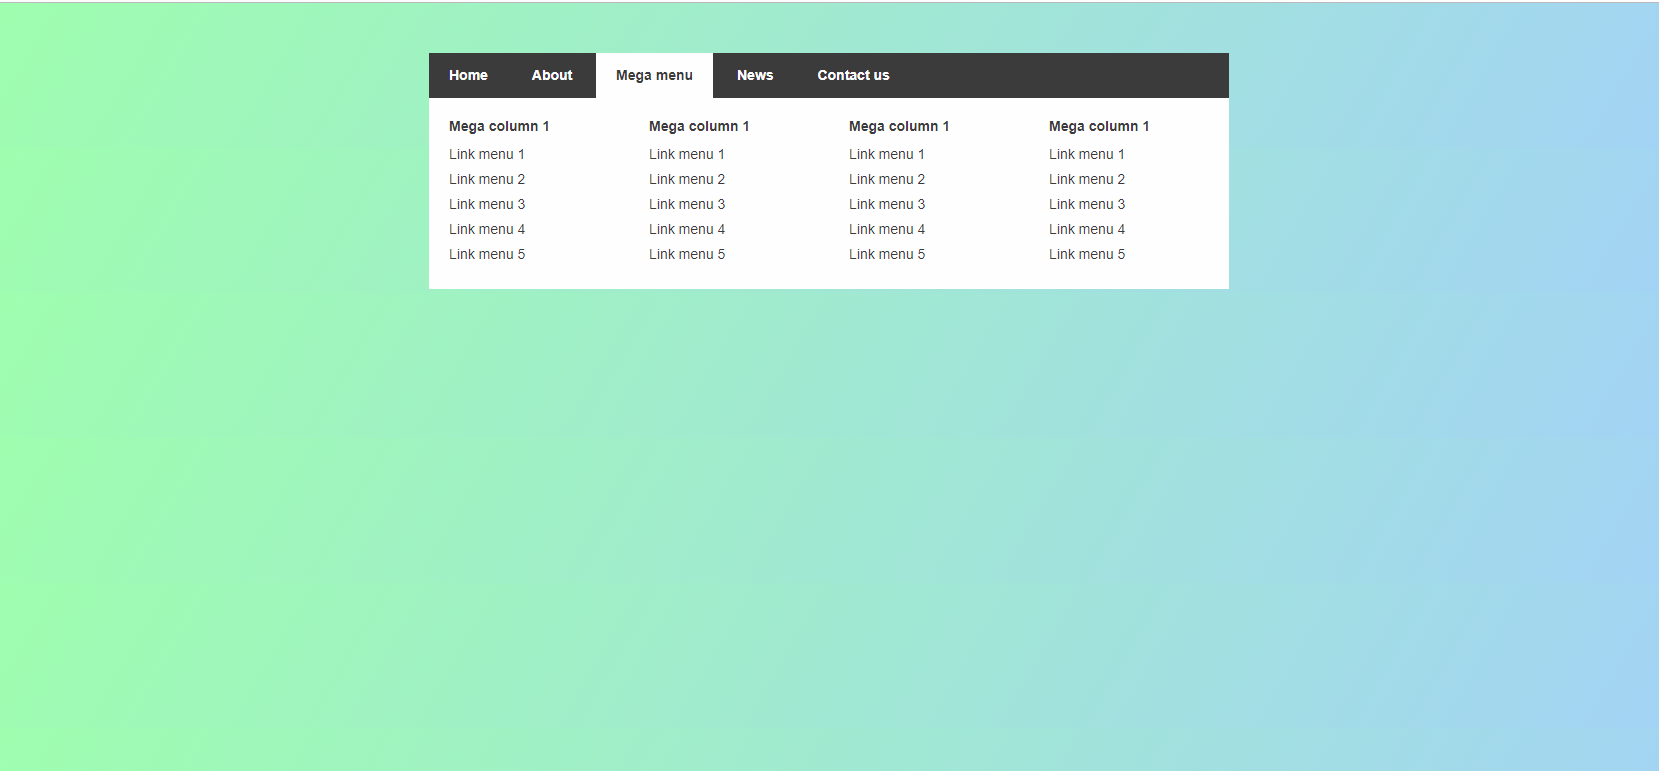 Home About Mega menu News Contact us
Mega column 1 Mega column 1 Mega column 1 Mega column 1
Link menu 1 Link menu 1 Link menu 1 Link menu 1
Link menu 2 Link menu 2 Link menu 2 Link menu 2
Link menu 3 Link menu 3 Link menu 3 Link menu 3
Link menu 4 Link menu 4 Link menu 4 Link menu 4
Link menu 5 Link menu 5 Link menu 5 Link menu 5